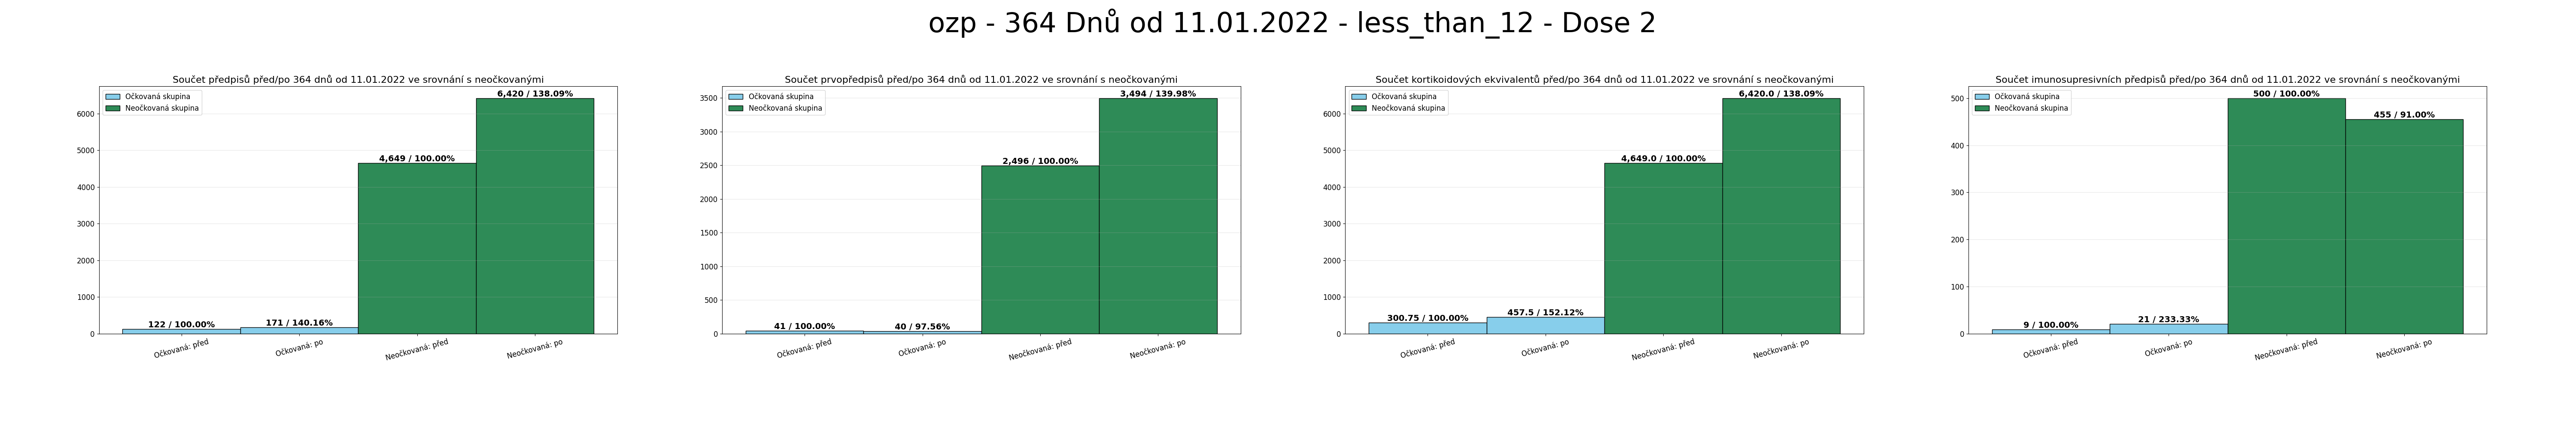 ozp - 364 Dnů od 11.01.2022 - less_than_12 - Dose 2
Součet předpisů před/po 364 dnů od 11.01.2022 ve srovnání s neočkovanými
Očkovaná skupina
Neočkovaná skupina
6000
5000
4000
3000
2000
1000
0
122 / 100.00%
171 / 140.16%
4,649 / 100.00%
6,420 / 138.09%
Očkovaná: před
Očkovaná: po
Neočkovaná: před
Neočkovaná: po
Součet prvopředpisů před/po 364 dnů od 11.01.2022 ve srovnání s neočkovanými
Očkovaná skupina
Neočkovaná skupina
3500
3000
2500
2000
1500
1000
500
0
41 / 100.00%
40 / 97.56%
2,496 / 100.00%
3,494 / 139.98%
Očkovaná: před
Očkovaná: po
Neočkovaná: před
Neočkovaná: po
Součet kortikoidových ekvivalentů před/po 364 dnů od 11.01.2022 ve srovnání s neočkovanými
Očkovaná skupina
Neočkovaná skupina
6000
5000
4000
3000
2000
1000
0
300.75 / 100.00%
457.5 / 152.12%
4,649.0 / 100.00%
6,420.0 / 138.09%
Očkovaná: před
Očkovaná: po
Neočkovaná: před
Neočkovaná: po
Součet imunosupresivních předpisů před/po 364 dnů od 11.01.2022 ve srovnání s neočkovanými
Očkovaná skupina
Neočkovaná skupina
500
400
300
200
100
0
9 / 100.00%
21 / 233.33%
500 / 100.00%
455 / 91.00%
Očkovaná: před
Očkovaná: po
Neočkovaná: před
Neočkovaná: po